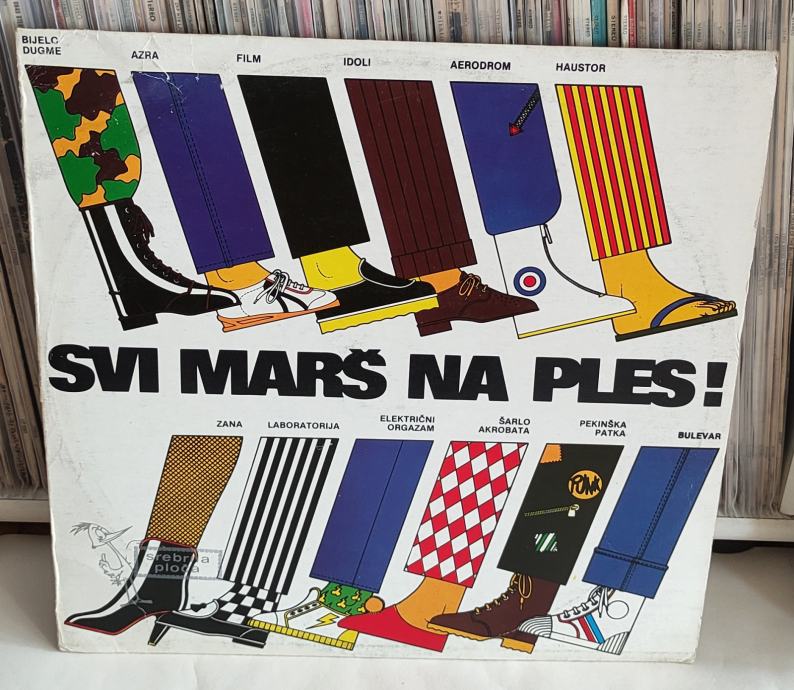 BIJELO
DUGME
AZRA
FILM
IDOLI
AERODROM
HAUSTOR
SVI MARŠ NA PLES!
ZANA
LABORATORIJA
ELEKTRIČNI
ORGAZAM
ŠARLO
AKROBATA
PEKINŠKA
PATKA
BULEVAR
PUNK
srebrna
ploča